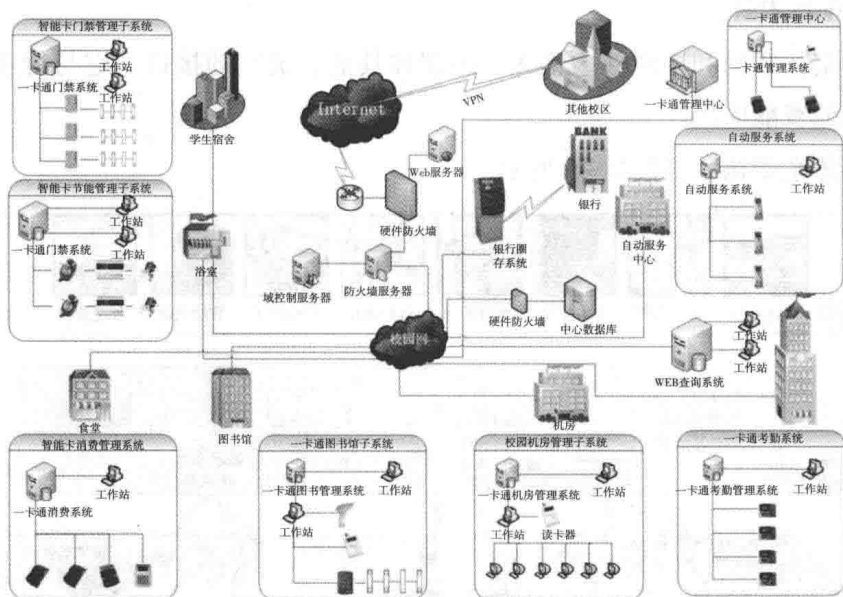 智能卡门禁管理子系统
工作站
工作站
一卡通门禁系统
学生宿舍
Internet
VPN
其他校区
一卡通管理中心
一卡通管理中心
一卡通管理系统
Web服务器
硬件防火墙
BANK
银行
银行圈
存系统
自动服务
中心
自动服务系统
自动服务系统
工作站
智能卡节能管理子系统
工作站
工作站
一卡通门禁系统
浴室
域控制服务器
防火墙服务器
校园网
硬件防火墙
中心数据库
工作站
工作站
WEB查询系统
食堂
图书馆
机房
智能卡消费管理系统
工作站
一卡通消费系统
一卡通图书馆子系统
一卡通图书管理系统
工作站
工作站
校园机房管理子系统
一卡通机房管理系统
工作站
工作站
读卡器
一卡通考勤系统
一卡通考勤管理系统
工作站